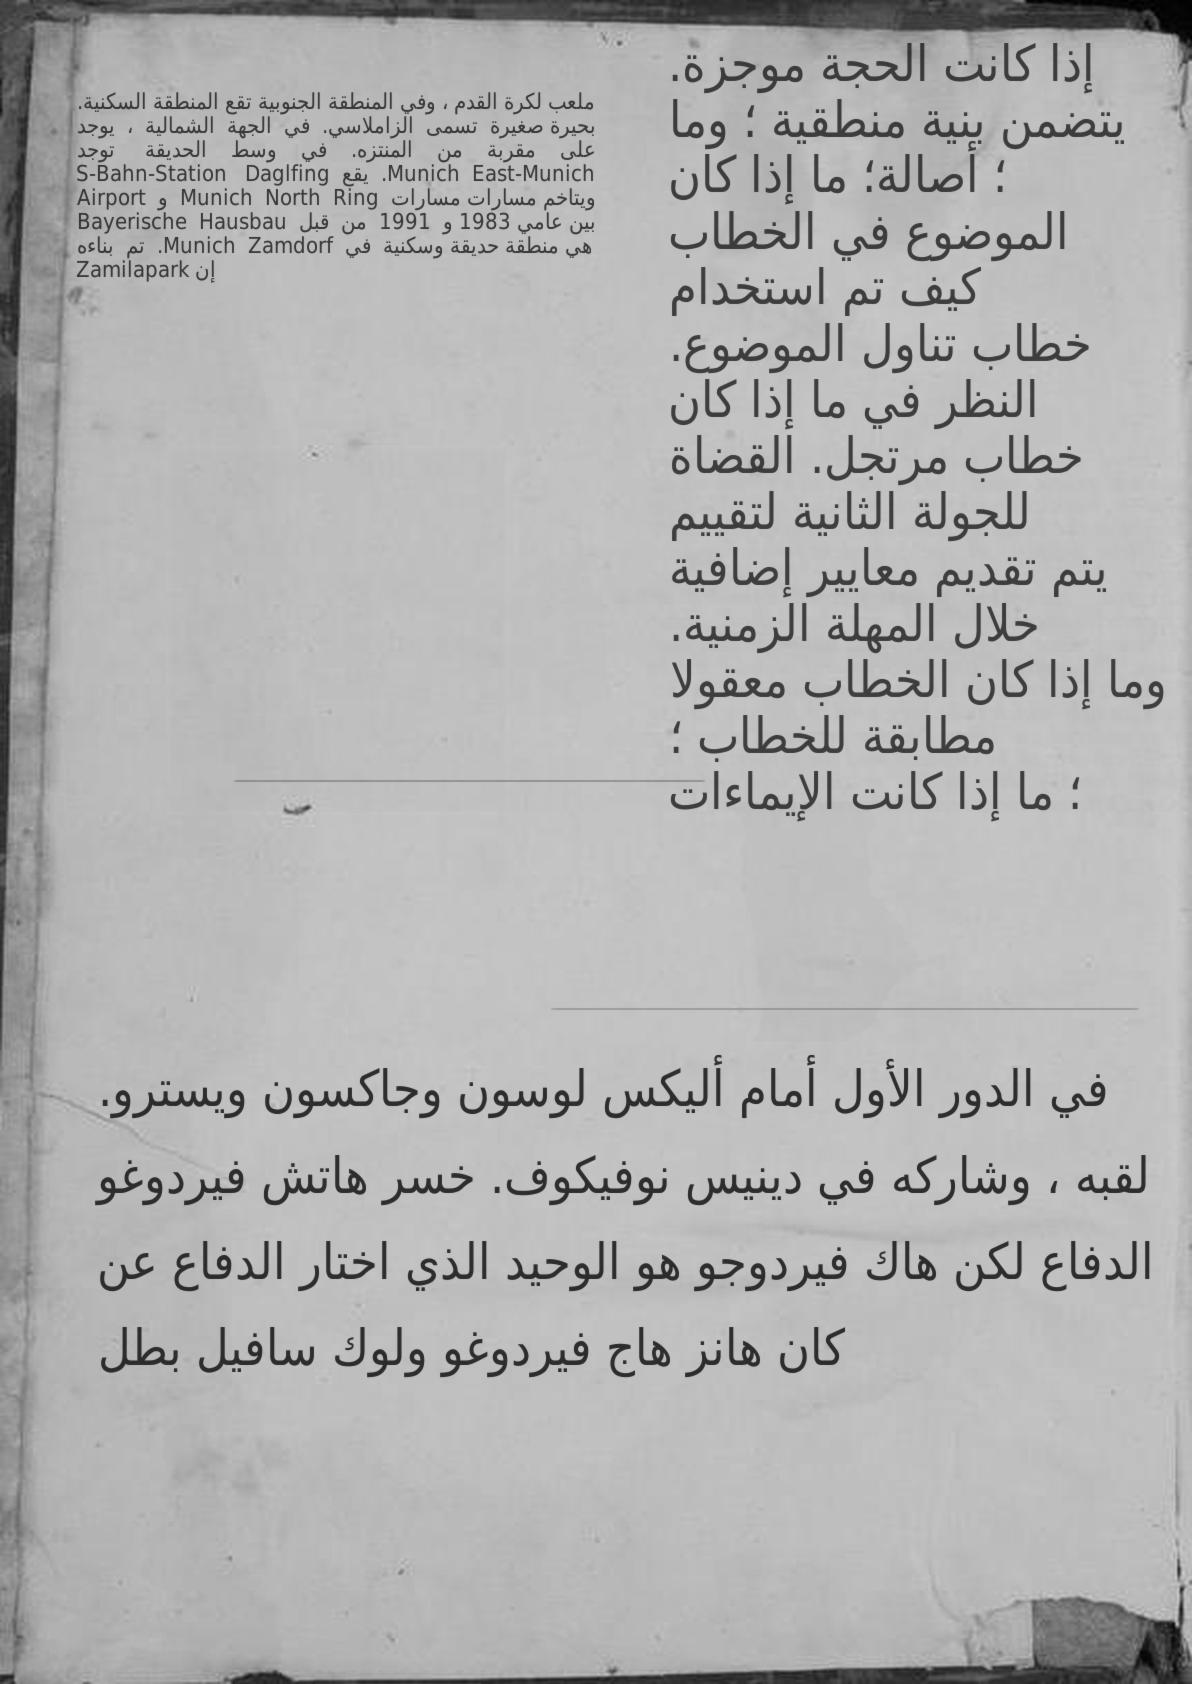 إذا كانت الحجة موجزة.
يتضمن بنية منطقية ؛ وما
؛ أصالة؛ ما إذا كان
الموضوع في الخطاب
كيف تم استخدام
خطاب تناول الموضوع.
النظر في ما إذا كان
خطاب مرتجل. القضاة
للجولة الثانية لتقييم
يتم تقديم معايير إضافية
خلال المهلة الزمنية.
وما إذا كان الخطاب معقولا
مطابقة للخطاب ؛
؛ ما إذا كانت الإيماءات
ملعب لكرة القدم ، وفي المنطقة الجنوبية تقع المنطقة السكنية.
بحيرة صغيرة تسمى الزاملاسي. في الجهة الشمالية ، يوجد
على مقربة من المنتزه. في وسط الحديقة توجد
Munich East-Munich. يقع S-Bahn-Station Daglfing
ويتاخم مسارات مسارات Munich North Ring و Airport
بين عامي 1983 و 1991 من قبل Bayerische Hausbau
هي منطقة حديقة وسكنية في Munich Zamdorf. تم بناءه
إن Zamilapark
في الدور الأول أمام أليكس لوسون وجاكسون ويسترو.
لقبه ، وشاركه في دينيس نوفيكوف. خسر هاتش فيردوغو
الدفاع لكن هاك فيردوجو هو الوحيد الذي اختار الدفاع عن
كان هانز هاج فيردوغو ولوك سافيل بطل